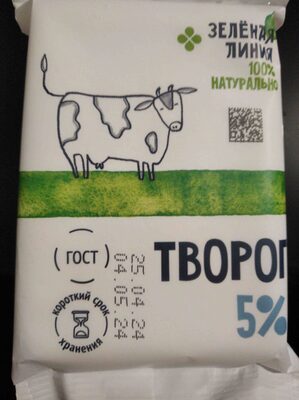 ЗЕЛЁНАЯ
ЛИНИЯ
100%
НАТУРАЛЬНО
ГОСТ
25.04.24
04.05.24
ТВОРОГ
5%
короткий срок
хранения